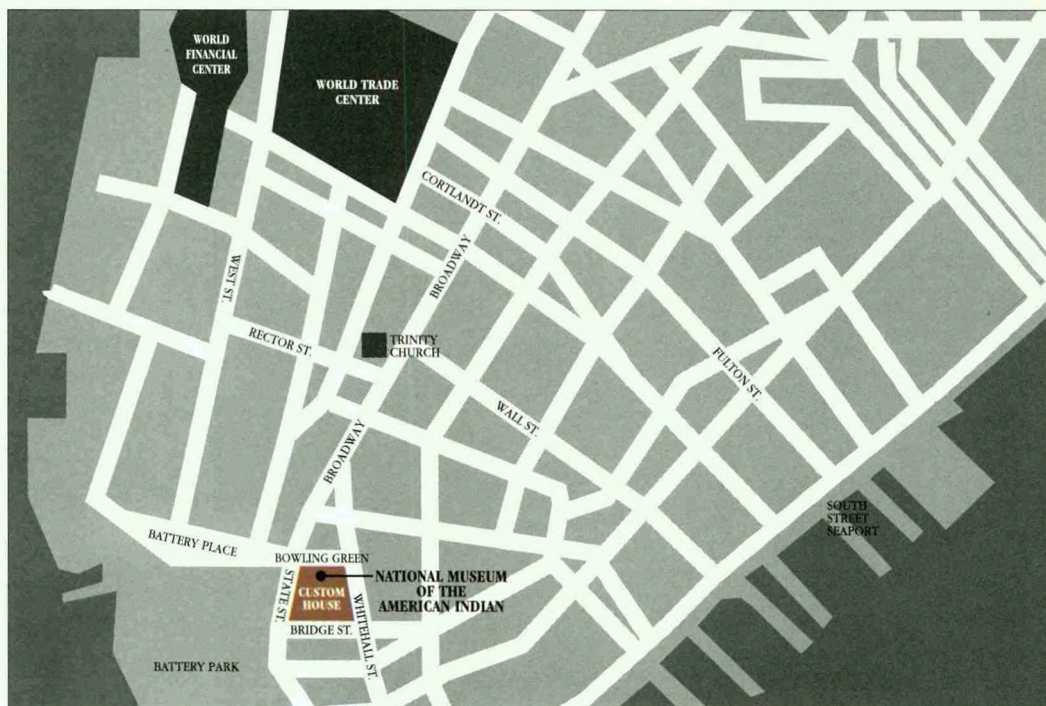 WORLD
FINANCIAL
CENTER
WORLD TRADE
CENTER
CORTLANDT ST.
WEST ST.
BROADWAY
RECTOR ST.
TRINITY
CHURCH
FULTON ST.
WALL ST.
BROADWAY
SOUTH
STREET
SEAPORT
BATTERY PLACE
BOWLING GREEN
STATE ST.
CUSTOM
HOUSE
NATIONAL MUSEUM
OF THE
AMERICAN INDIAN
WHITEHALL ST.
BRIDGE ST.
BATTERY PARK